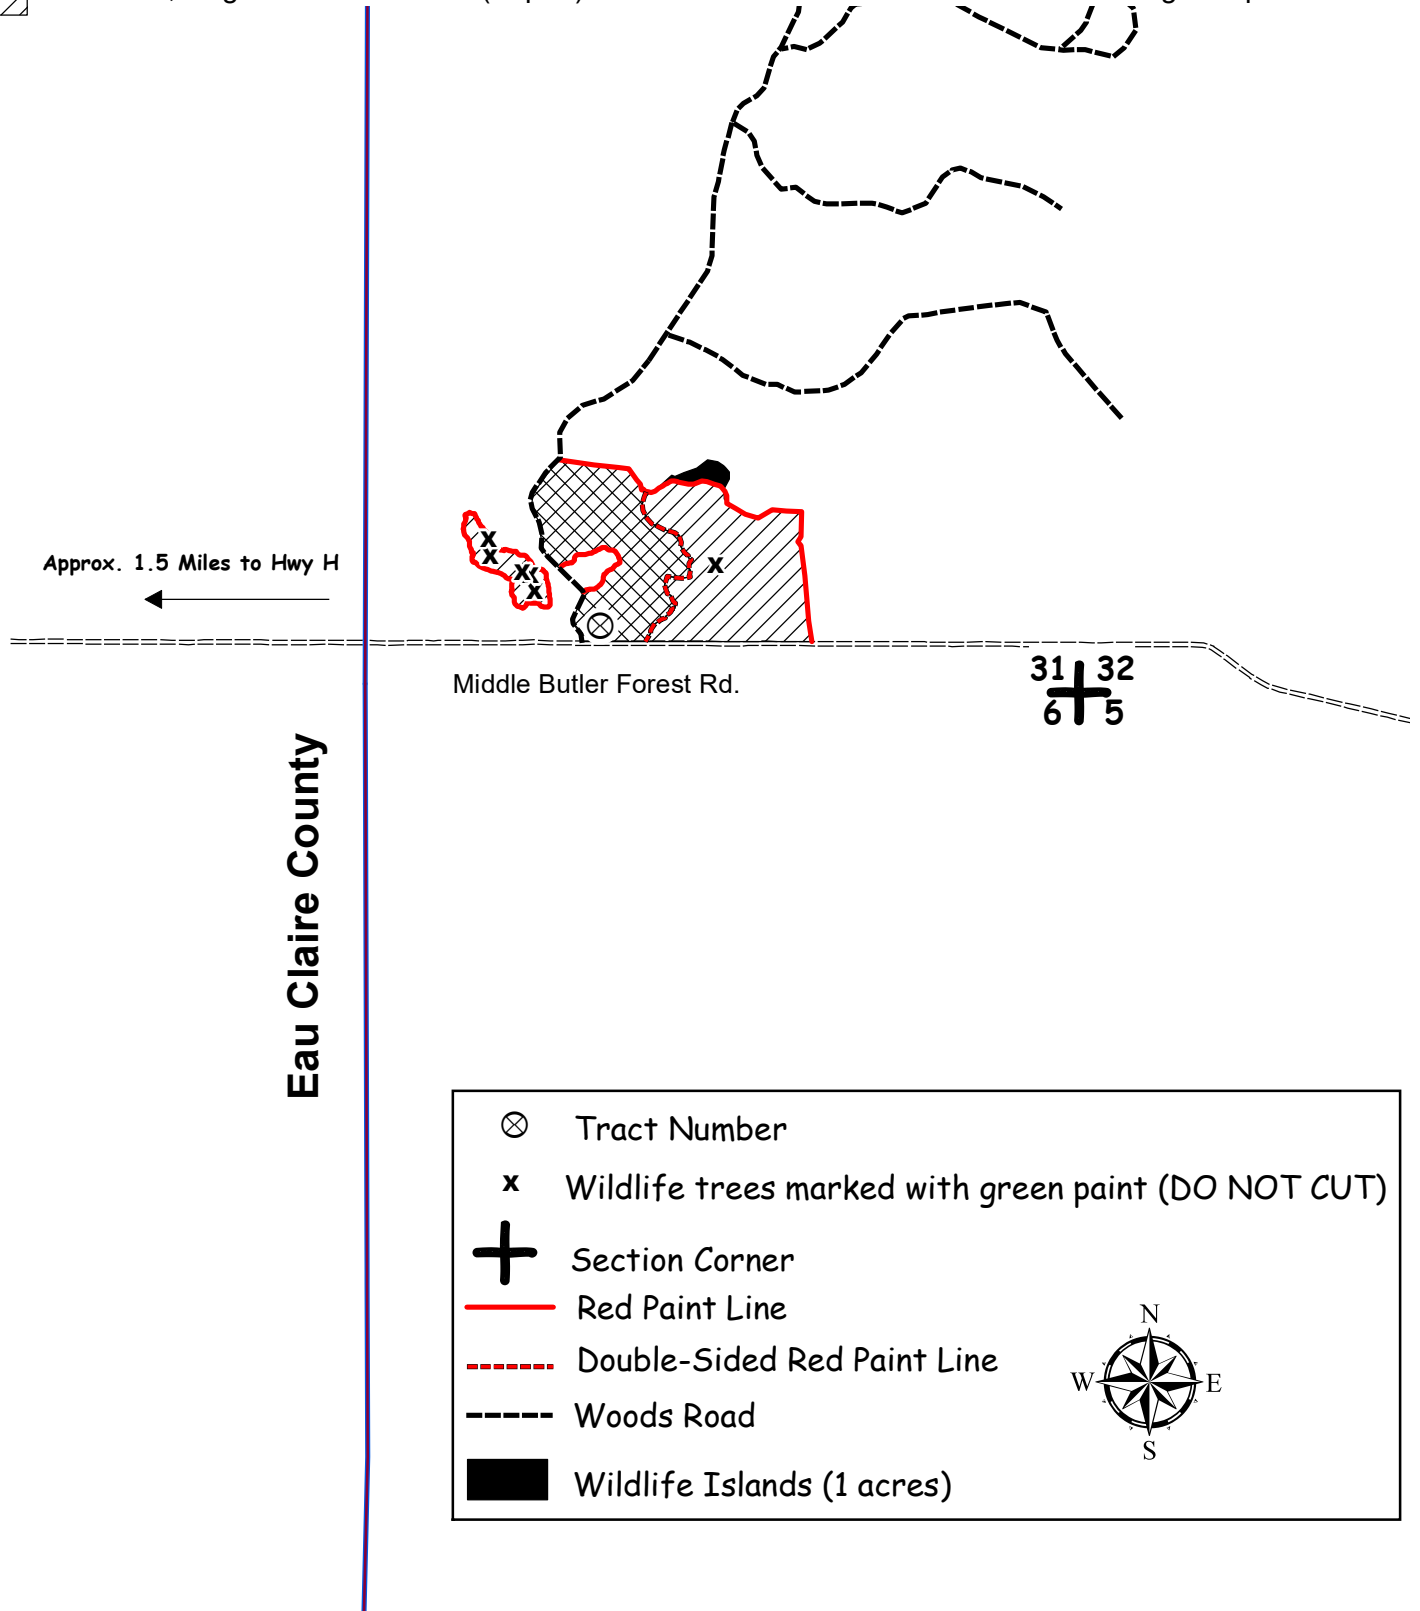 Approx. 1.5 Miles to Hwy H
x
x
x
x
x
x
Middle Butler Forest Rd.
31 32
6 5
Eau Claire County
Tract Number
x Wildlife trees marked with green paint (DO NOT CUT)
Section Corner
Red Paint Line
Double-Sided Red Paint Line
Woods Road
Wildlife Islands (1 acres)
N
W E
S